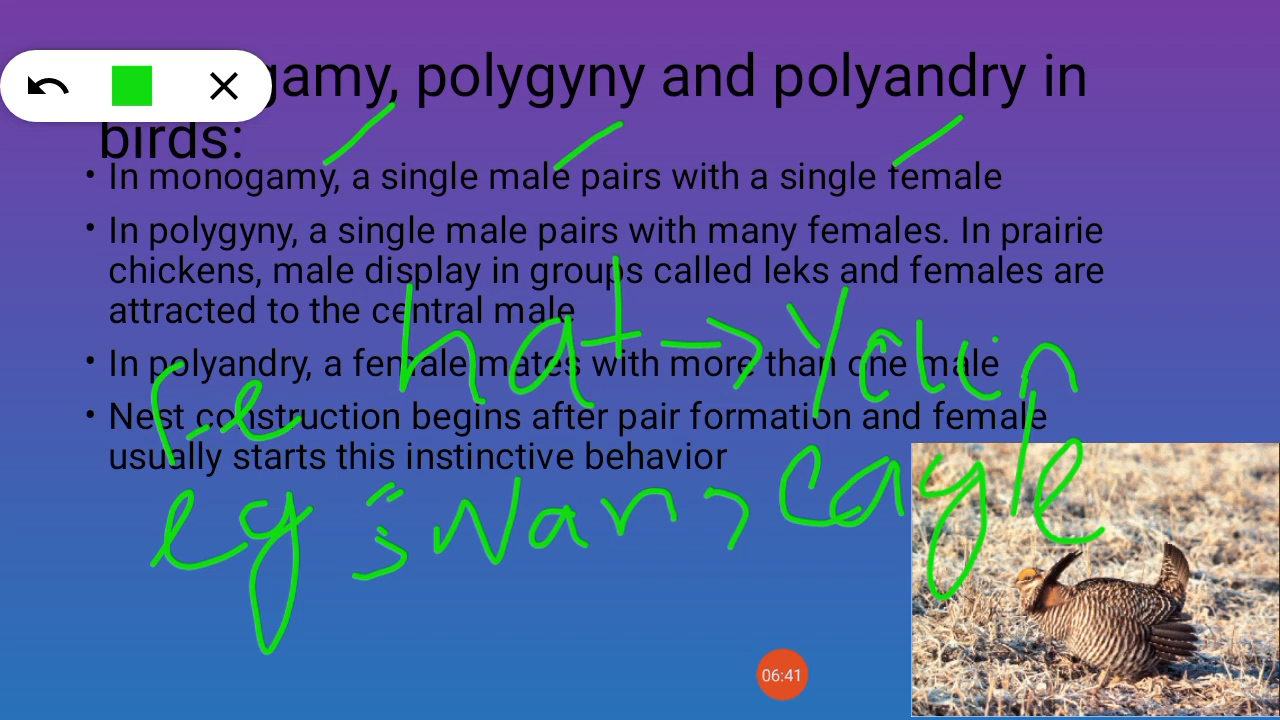 gamy, polygyny and polyandry in
birds:
• In monogamy, a single male pairs with a single female
• In polygyny, a single male pairs with many females. In prairie
chickens, male display in groups called leks and females are
attracted to the central male
• In polyandry, a female mates with more than one male
• Nest construction begins after pair formation and female
usually starts this instinctive behavior
hat →
eg swan, eagle
06:41